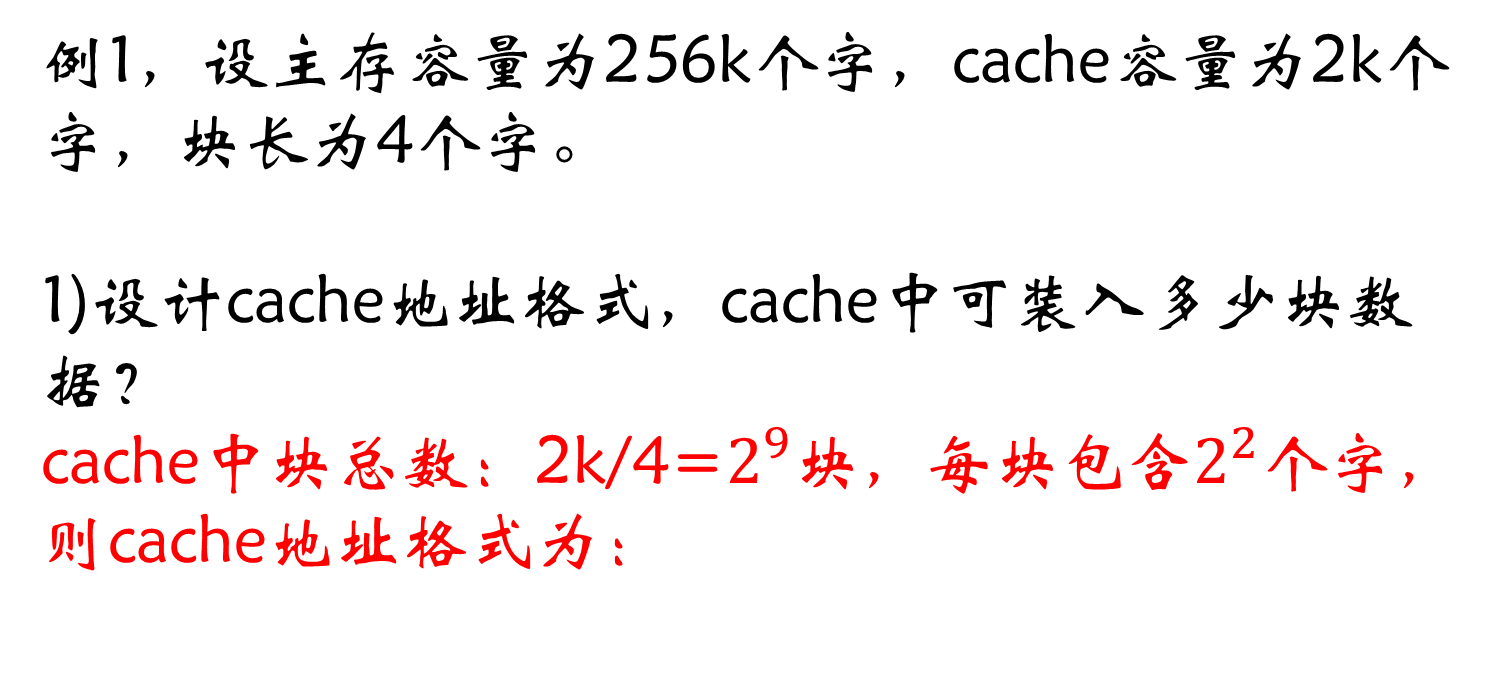 例1，设主存容量为256k个字，cache容量为2k个
字，块长为4个字。
1)设计cache地址格式，cache中可装入多少块数
据？
cache中块总数：2k/4=2⁹块，每块包含2²个字，
则cache地址格式为：